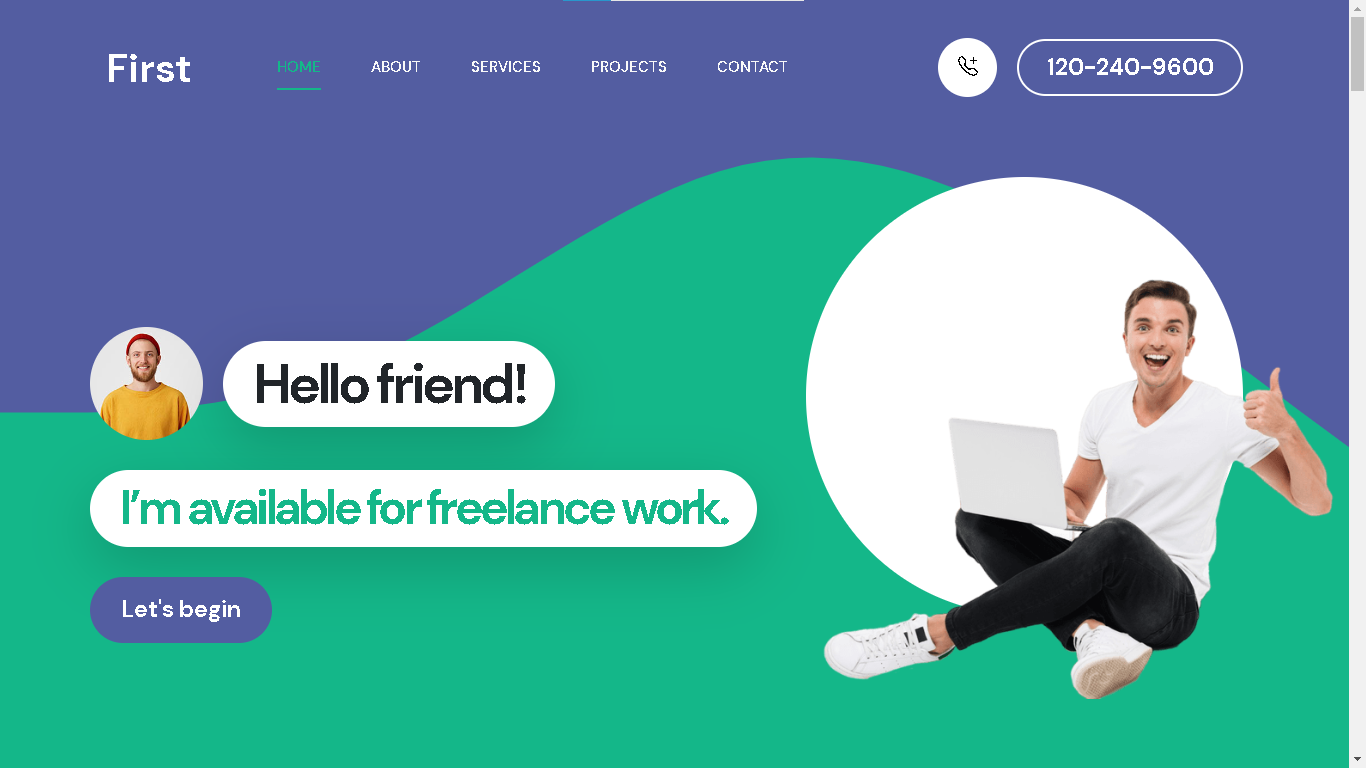 First
HOME
ABOUT
SERVICES
PROJECTS
CONTACT
120-240-9600
Hello friend!
I'm available for freelance work.
Let's begin